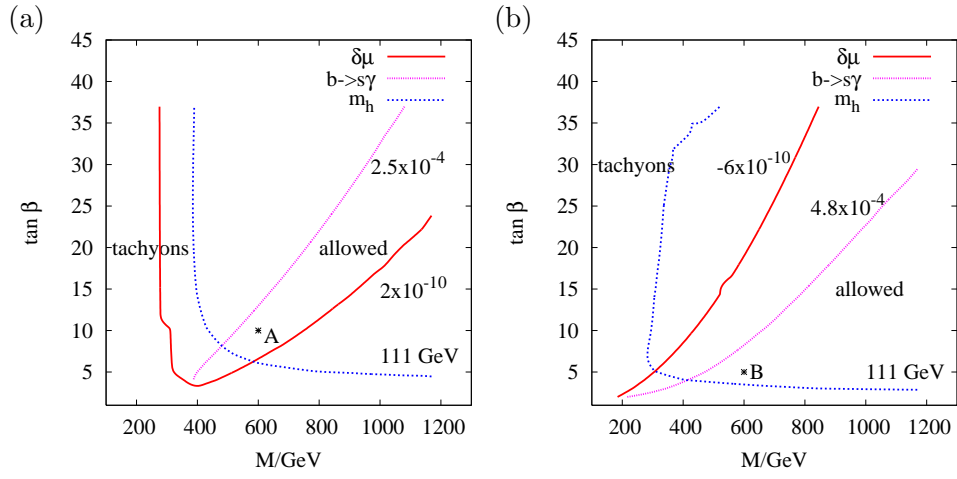 (a)
45
40
35
30
25
20
15
10
5
tan β
200 400 600 800 1000 1200
M/GeV
δμ
b->sγ
m_h
2.5x10^-4
tachyons
allowed
2x10^-10
A
111 GeV
(b)
45
40
35
30
25
20
15
10
5
tan β
200 400 600 800 1000 1200
M/GeV
δμ
b->sγ
m_h
tachyons
-6x10^-10
4.8x10^-4
allowed
B
111 GeV